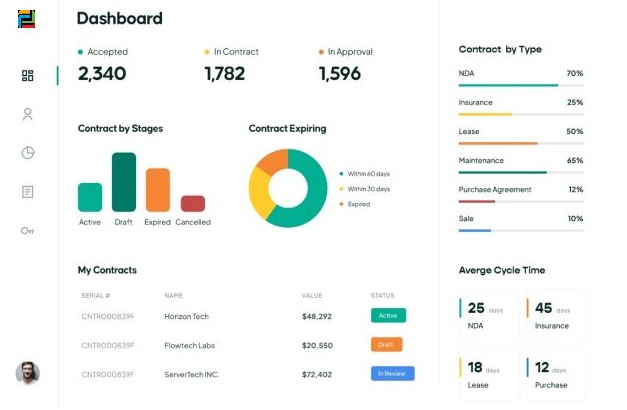 Dashboard
Accepted
In Contract
In Approval
2,340
1,782
1,596
Contract by Stages
Active
Draft
Expired
Cancelled
Contract Expiring
Within 60 days
Within 30 days
Expired
My Contracts
SERIAL #
NAME
VALUE
STATUS
CNTR000839F
Horizon Tech
$48,292
Active
CNTR000839F
Flowtech Labs
$20,550
Draft
CNTR000839F
ServerTech INC.
$72,402
In Review
Contract by Type
NDA
70%
Insurance
25%
Lease
50%
Maintenance
65%
Purchase Agreement
12%
Sale
10%
Averge Cycle Time
25 days
NDA
45 days
Insurance
18 days
Lease
12 days
Purchase